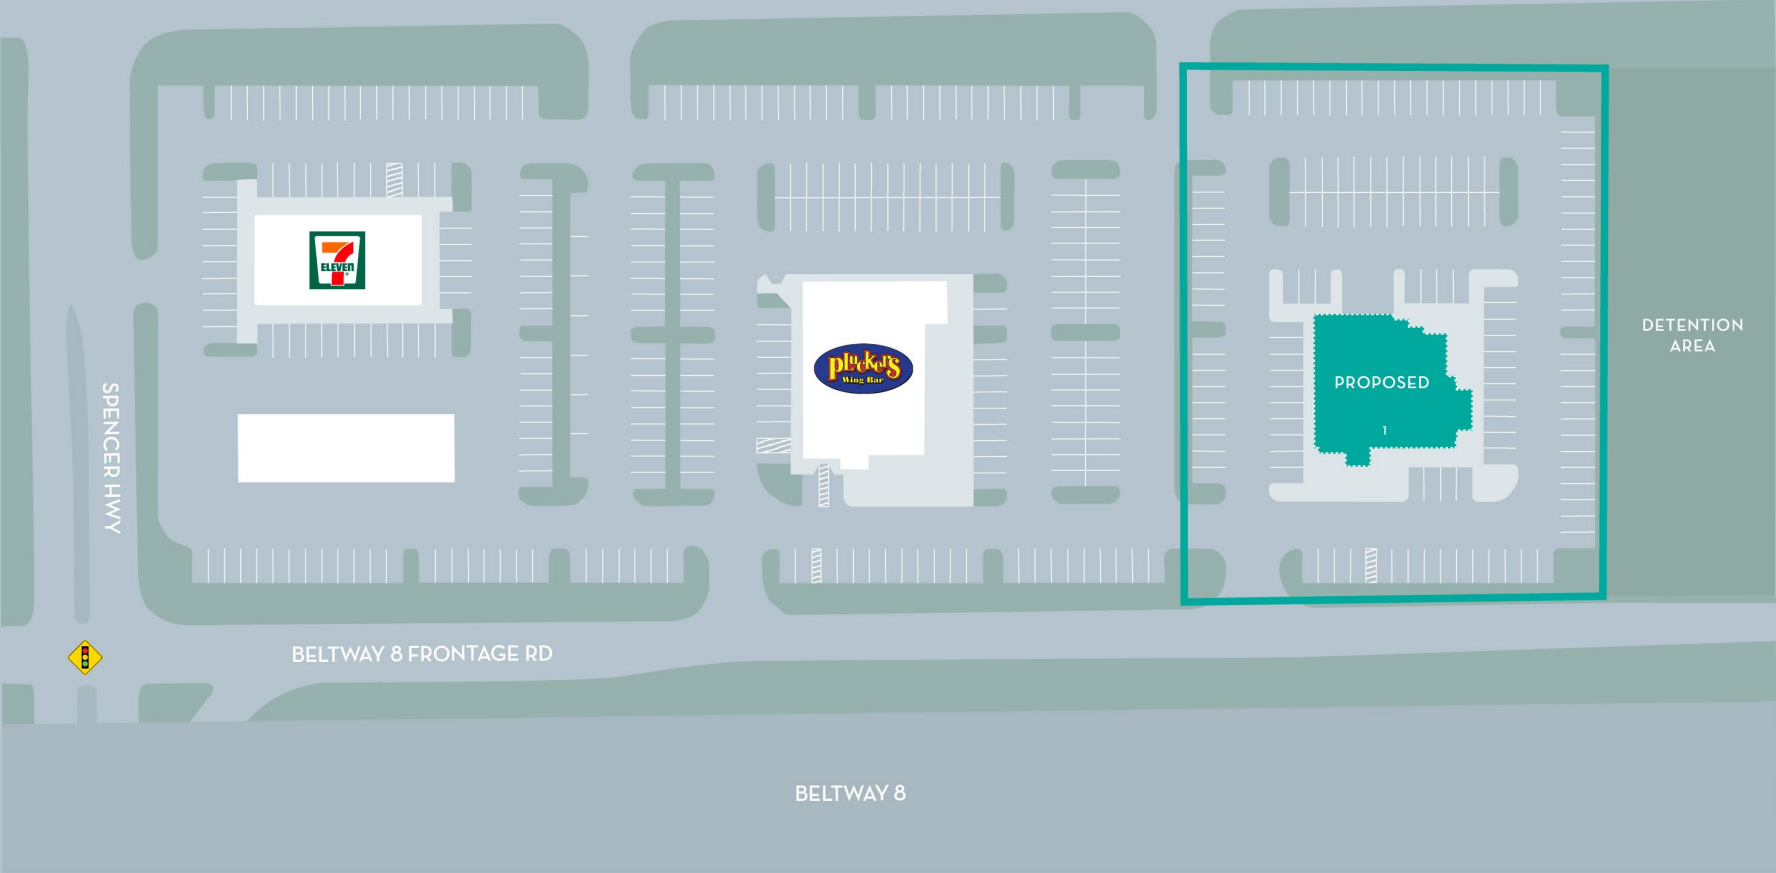 7
ELEVEN
Pluckers
Wing Bar
PROPOSED
1
DETENTION
AREA
SPENCER HWY
BELTWAY 8 FRONTAGE RD
BELTWAY 8